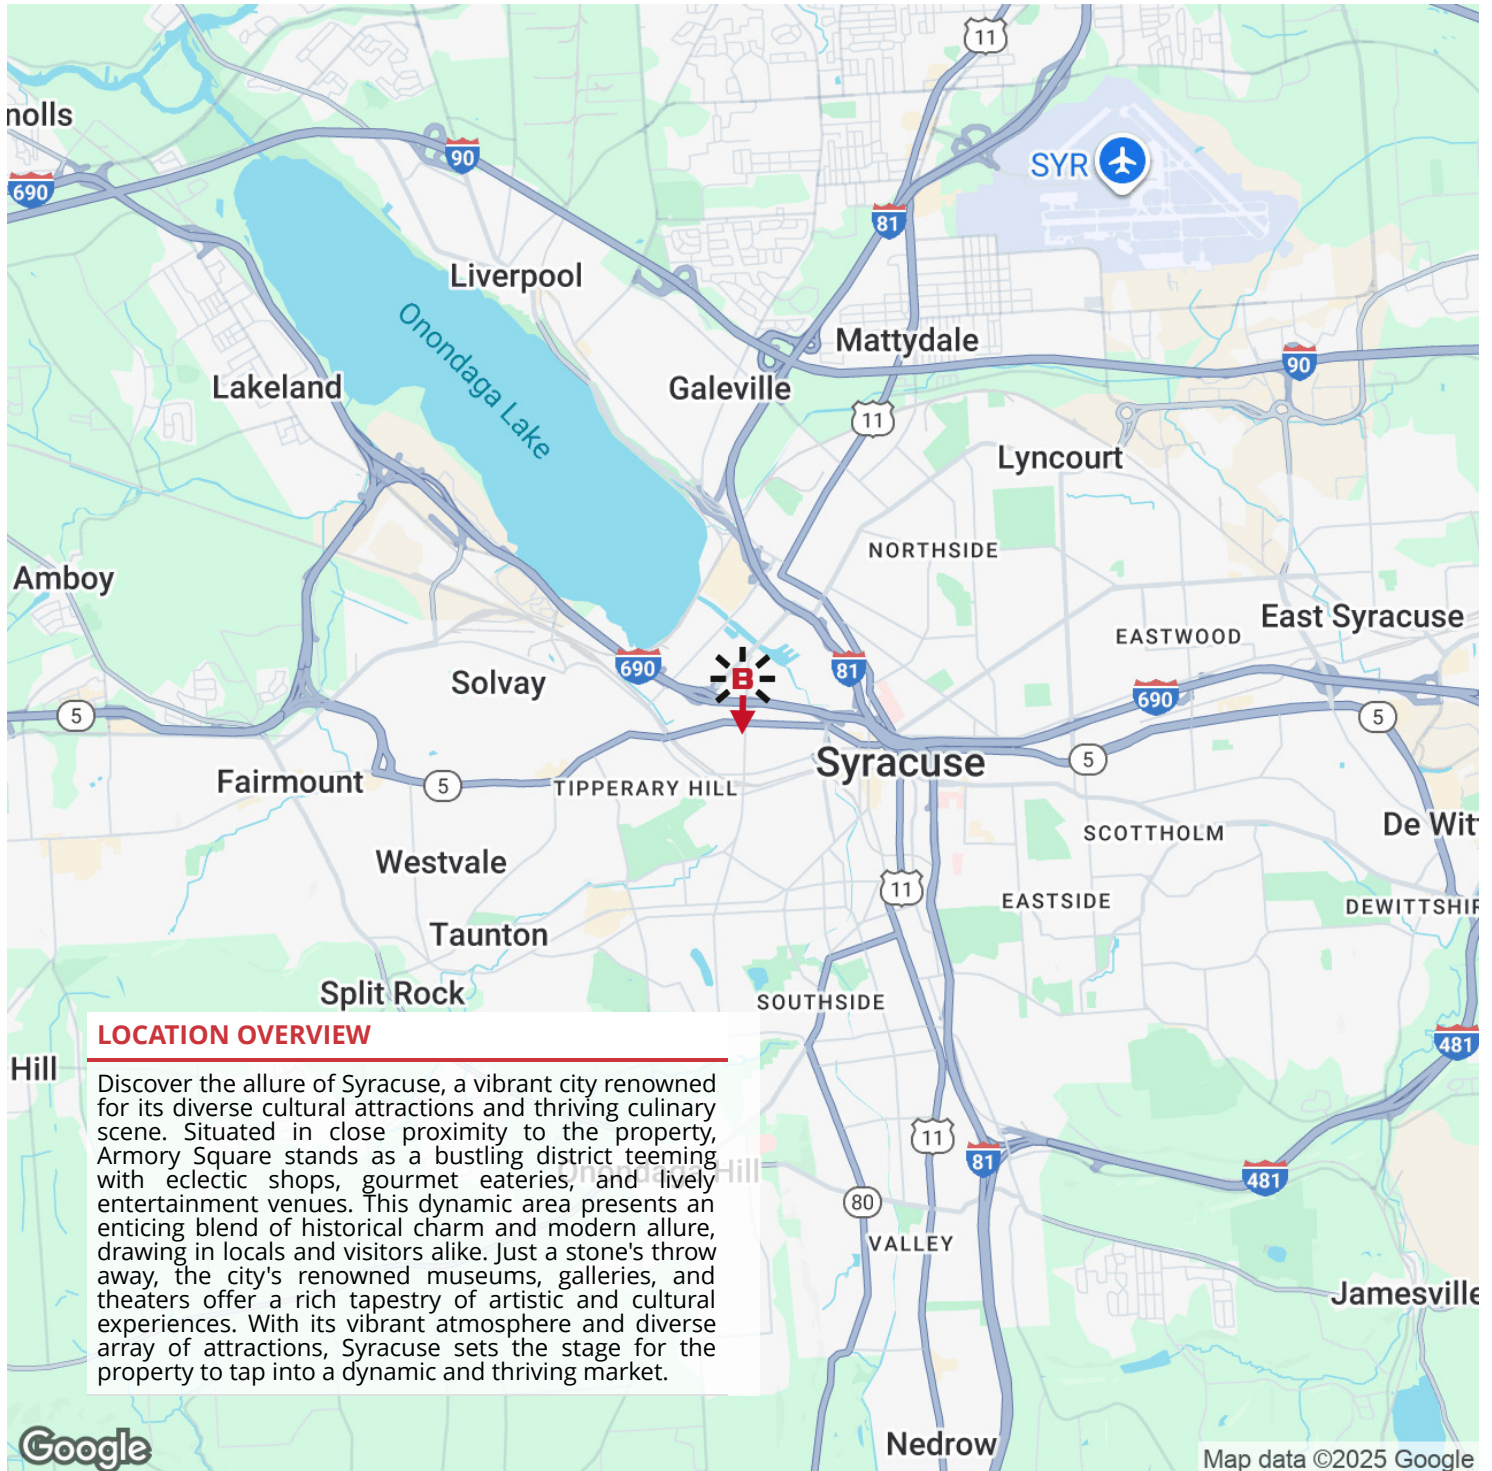 11
nolls
90
SYR
690
81
Liverpool
Onondaga Lake
Mattydale
90
Lakeland
Galeville
11
Lyncourt
NORTHSIDE
Amboy
East Syracuse
EASTWOOD
690
81
B
Solvay
690
5
5
Syracuse
5
Fairmount
5
TIPPERARY HILL
SCOTTHOLM
De Wit
Westvale
11
EASTSIDE
DEWITTSHIR
Taunton
Split Rock
SOUTHSIDE
LOCATION OVERVIEW
481
Hill
Discover the allure of Syracuse, a vibrant city renowned
for its diverse cultural attractions and thriving culinary
scene. Situated in close proximity to the property,
Armory Square stands as a bustling district teeming
with eclectic shops, gourmet eateries, and lively
entertainment venues. This dynamic area presents an
enticing blend of historical charm and modern allure,
drawing in locals and visitors alike. Just a stone's throw
away, the city's renowned museums, galleries, and
theaters offer a rich tapestry of artistic and cultural
experiences. With its vibrant atmosphere and diverse
array of attractions, Syracuse sets the stage for the
property to tap into a dynamic and thriving market.
Onondaga Hill
11
81
481
80
VALLEY
Jamesville
Nedrow
Google
Map data ©2025 Google